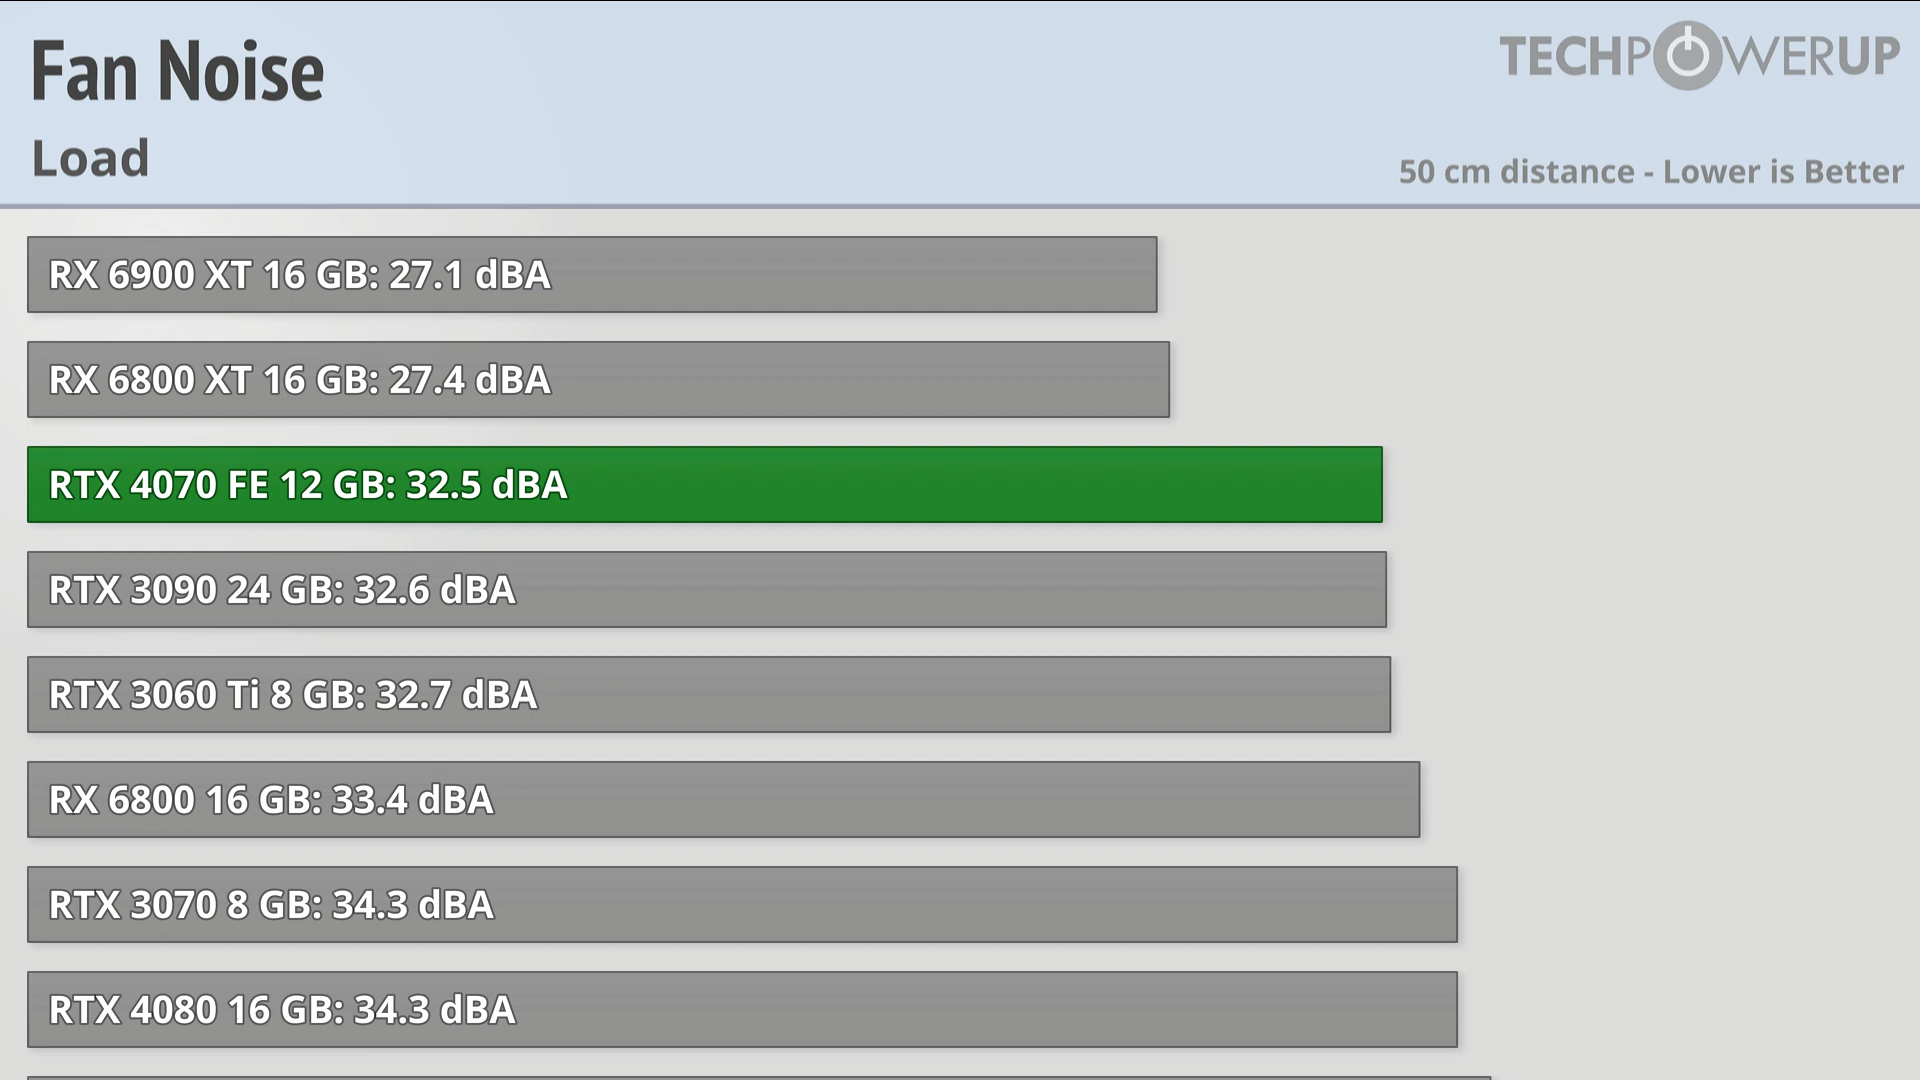 Fan Noise
TECHPOWERUP
Load
50 cm distance - Lower is Better
RX 6900 XT 16 GB: 27.1 dBA
RX 6800 XT 16 GB: 27.4 dBA
RTX 4070 FE 12 GB: 32.5 dBA
RTX 3090 24 GB: 32.6 dBA
RTX 3060 Ti 8 GB: 32.7 dBA
RX 6800 16 GB: 33.4 dBA
RTX 3070 8 GB: 34.3 dBA
RTX 4080 16 GB: 34.3 dBA